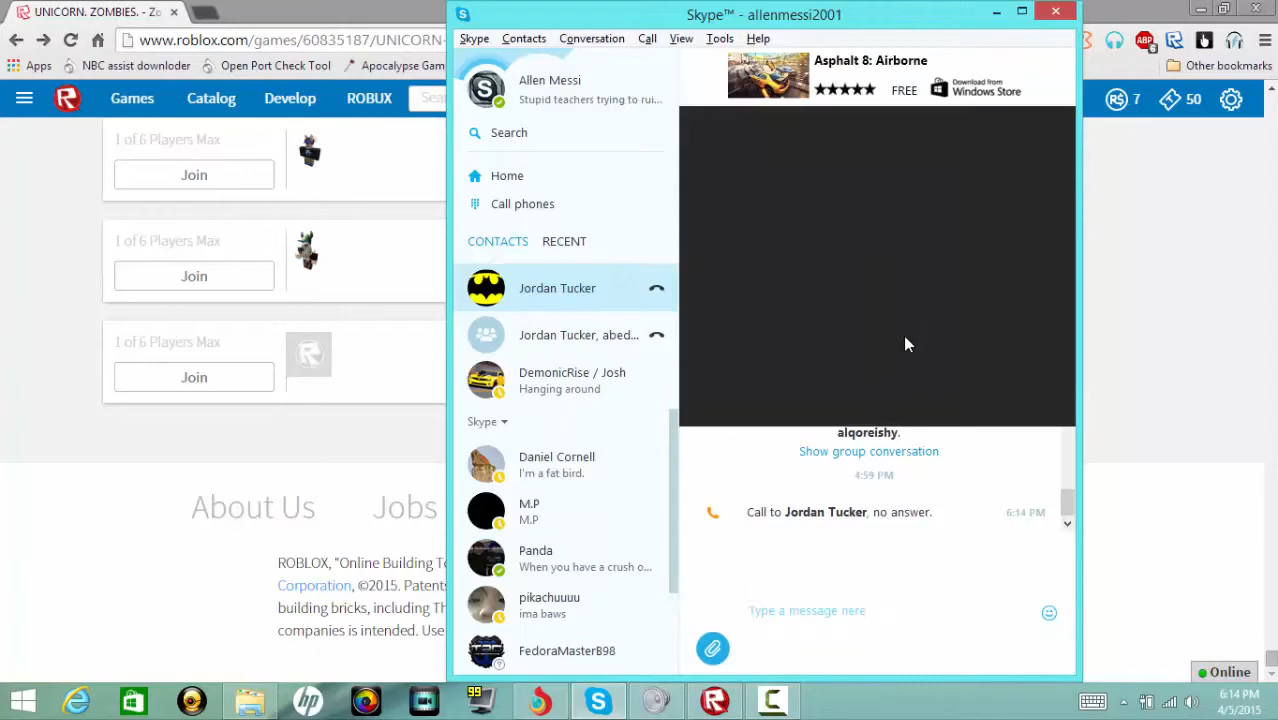 UNICORN. ZOMBIES. - Zo
www.roblox.com/games/60835187/UNICORN-
Apps
NBE assist downloder
Open Port Check Too
Apocalypse Game
Other bookmarks
Games
Catalog
Develop
ROBUX
Sea
R$ 7
50
1 of 6 Players Max
Join
1 of 6 Players Max
Join
1 of 6 Players Max
Join
About Us
Jobs
ROBLOX, "Online Building To
Corporation, ©2015. Patents
building bricks, including Th
companies is intended. Use
Online
Skype™ - allenmessi2001
Skype Contacts Conversation Call View Tools Help
Allen Messi
Stupid teachers trying to rui...
Search
Home
Call phones
CONTACTS RECENT
Jordan Tucker
Jordan Tucker, abed...
DemonicRise / Josh
Hanging around
Skype
Daniel Cornell
I'm a fat bird.
M.P
M.P
Panda
When you have a crush o...
pikachuuuu
ima baws
FedoraMasterB98
Asphalt 8: Airborne
FREE
Download from
Windows Store
alqoreishy.
Show group conversation
4:59 PM
Call to Jordan Tucker, no answer.
6:14 PM
Type a message here
99
6:14 PM
4/5/2015